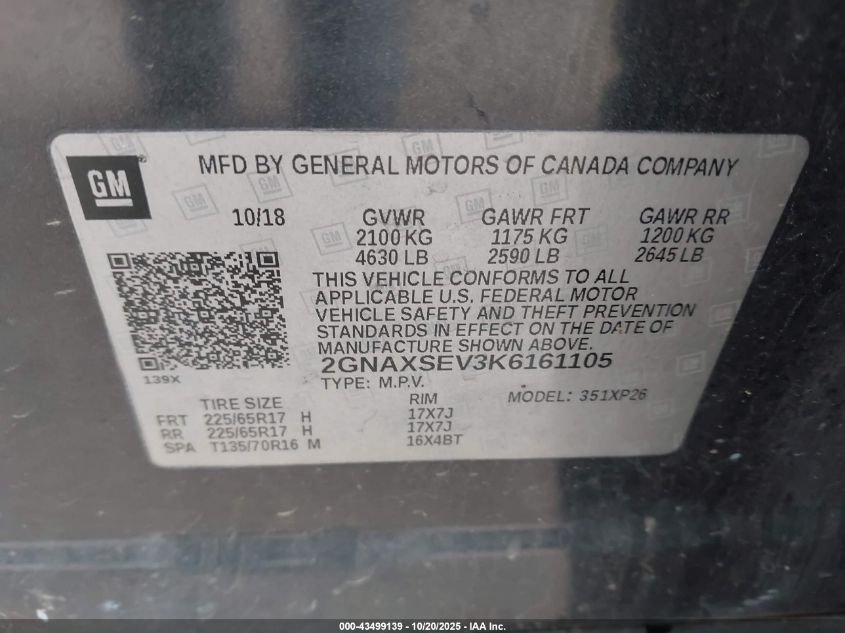 GM
MFD BY GENERAL MOTORS OF CANADA COMPANY
10/18 GVWR GAWR FRT GAWR RR
2100 KG 1175 KG 1200 KG
4630 LB 2590 LB 2645 LB
THIS VEHICLE CONFORMS TO ALL
APPLICABLE U.S. FEDERAL MOTOR
VEHICLE SAFETY AND THEFT PREVENTION
STANDARDS IN EFFECT ON THE DATE OF
MANUFACTURE SHOWN ABOVE.
2GNAXSEV3K6161105
139X
TYPE: M.P.V. MODEL: 351XP26
TIRE SIZE RIM
FRT 225/65R17 H 17X7J
RR 225/65R17 H 17X7J
SPA T135/70R16 M 16X4BT
000-43499139 - 10/20/2025 - IAA Inc.